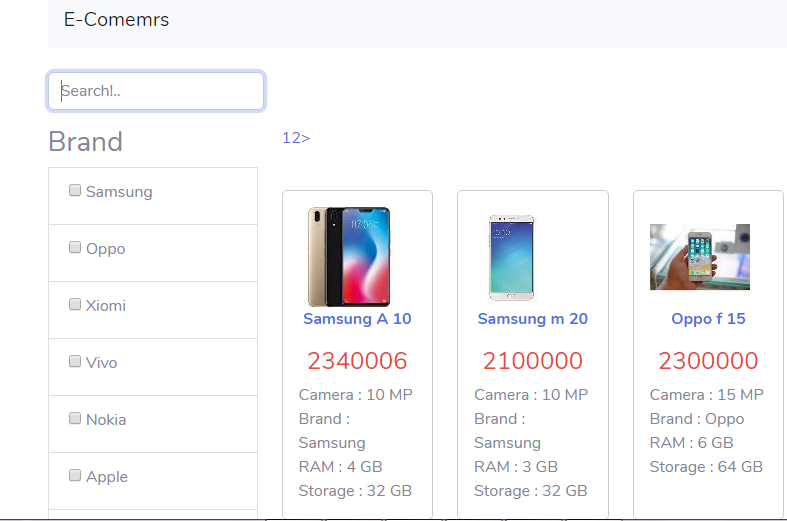 E-Comemrs
Search!..
Brand
Samsung
Oppo
Xiomi
Vivo
Nokia
Apple
12>
Samsung A 10
2340006
Camera : 10 MP
Brand :
Samsung
RAM : 4 GB
Storage : 32 GB
Samsung m 20
2100000
Camera : 10 MP
Brand :
Samsung
RAM : 3 GB
Storage : 32 GB
Oppo f 15
2300000
Camera : 15 MP
Brand : Oppo
RAM : 6 GB
Storage : 64 GB